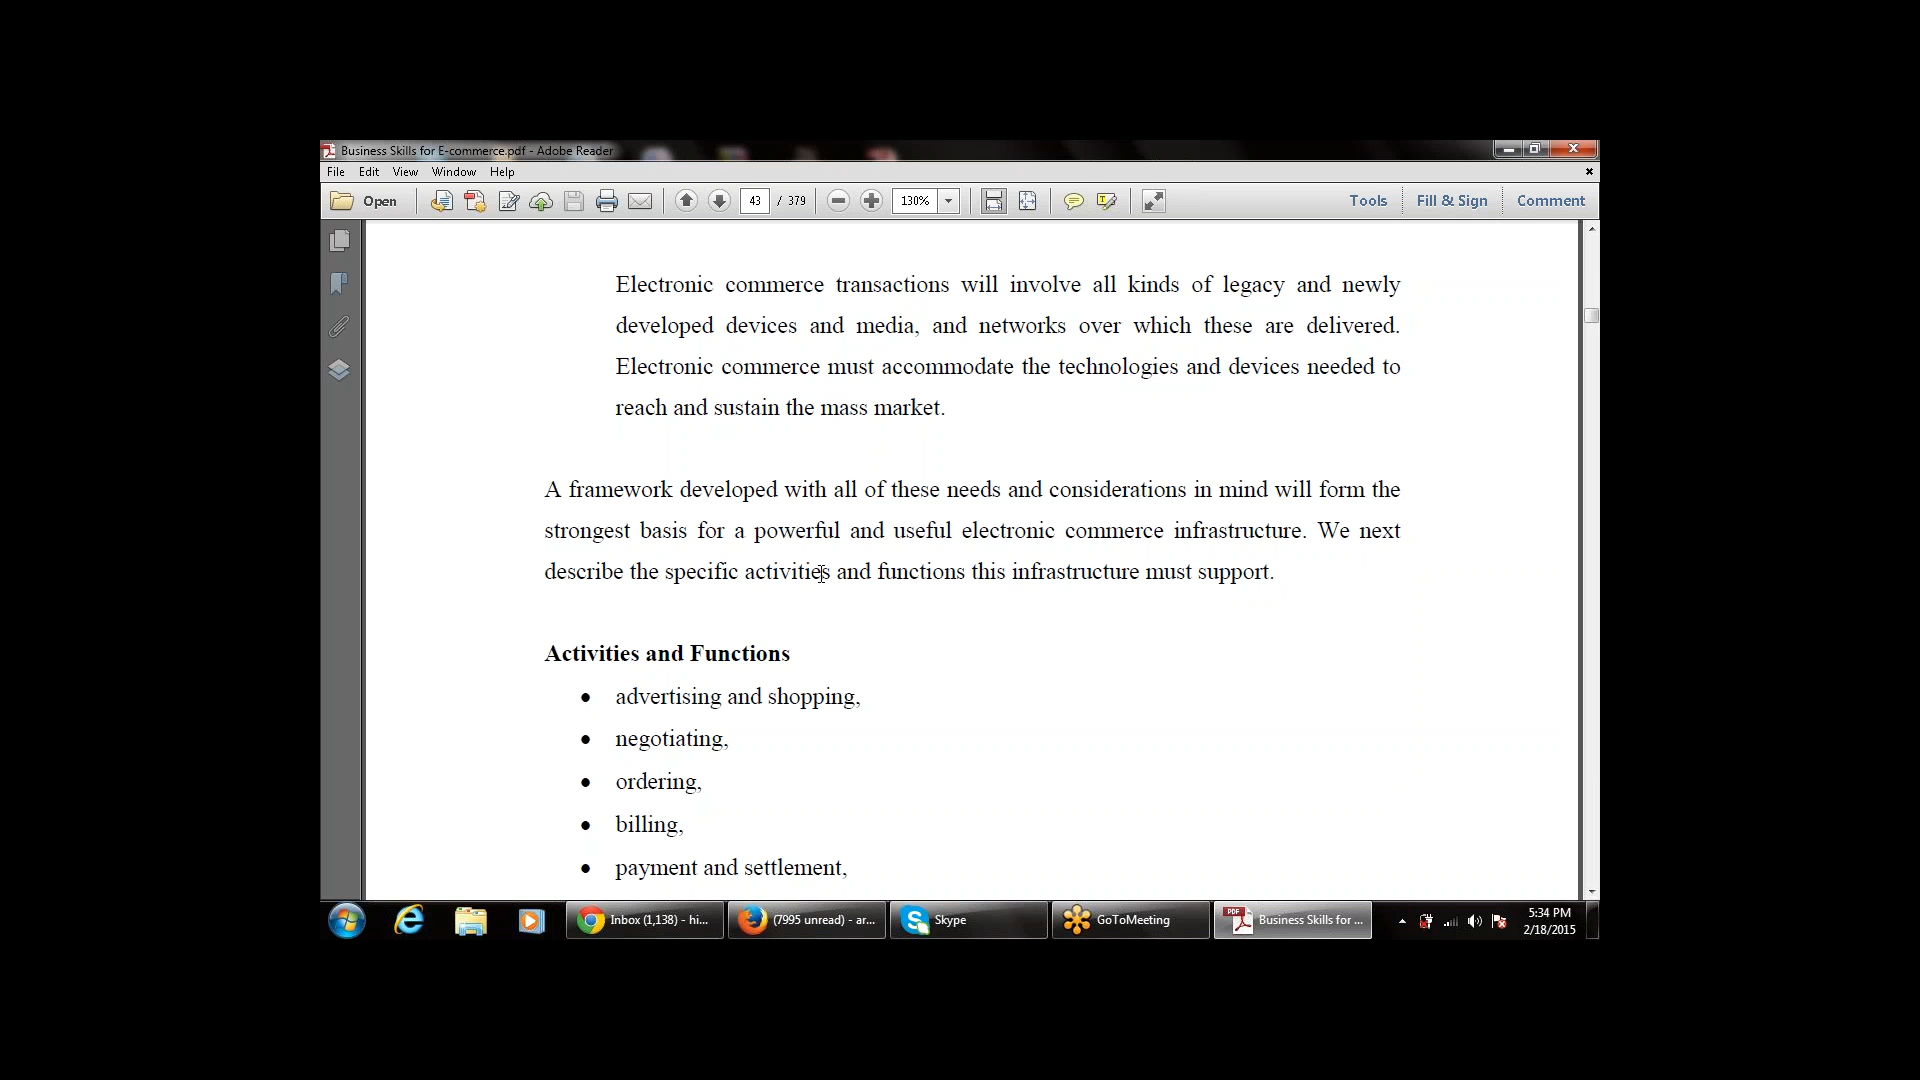 Business Skills for E-commerce.pdf - Adobe Reader
File Edit View Window Help
Open 43 / 379 130% Tools Fill & Sign Comment
Electronic commerce transactions will involve all kinds of legacy and newly
developed devices and media, and networks over which these are delivered.
Electronic commerce must accommodate the technologies and devices needed to
reach and sustain the mass market.
A framework developed with all of these needs and considerations in mind will form the
strongest basis for a powerful and useful electronic commerce infrastructure. We next
describe the specific activities and functions this infrastructure must support.
Activities and Functions
• advertising and shopping,
• negotiating,
• ordering,
• billing,
• payment and settlement,
Inbox (1,138) - hi... (7995 unread) - ar... Skype GoToMeeting Business Skills for ... 5:34 PM
2/18/2015